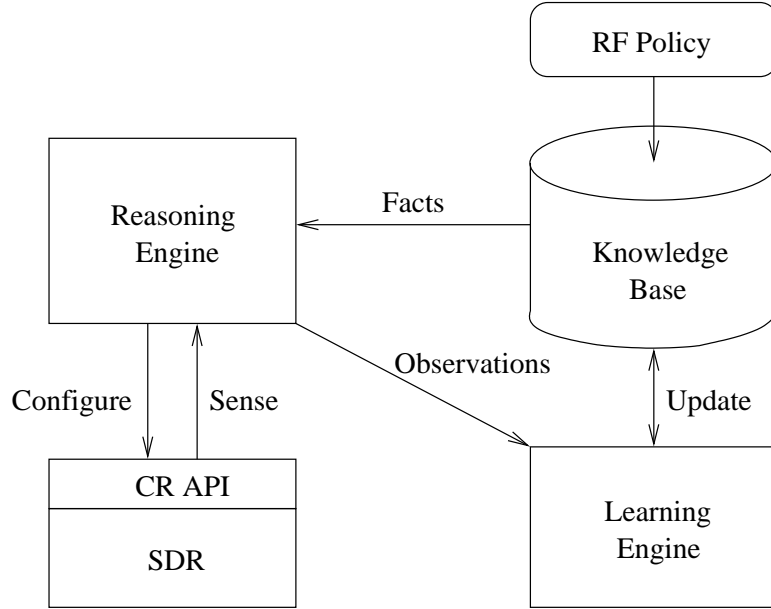 RF Policy
Reasoning
Engine
Facts
Knowledge
Base
Observations
Configure
Sense
Update
CR API
SDR
Learning
Engine